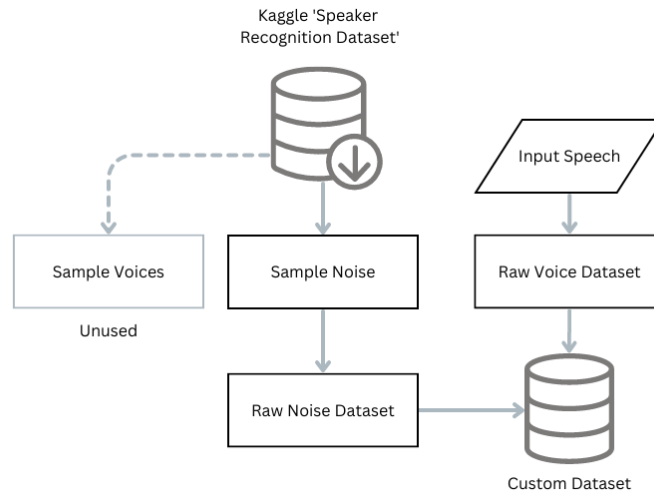 Kaggle 'Speaker
Recognition Dataset'
Input Speech
Sample Voices
Sample Noise
Raw Voice Dataset
Unused
Raw Noise Dataset
Custom Dataset